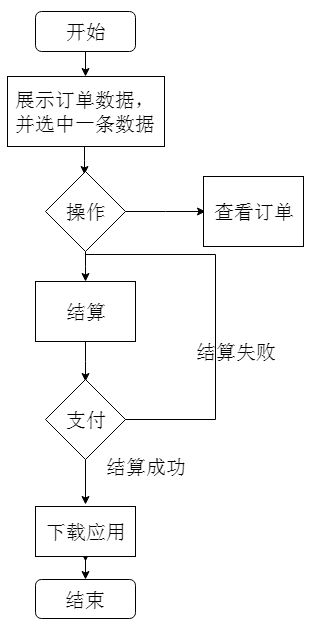 开始
展示订单数据，
并选中一条数据
操作
查看订单
结算
结算失败
支付
结算成功
下载应用
结束